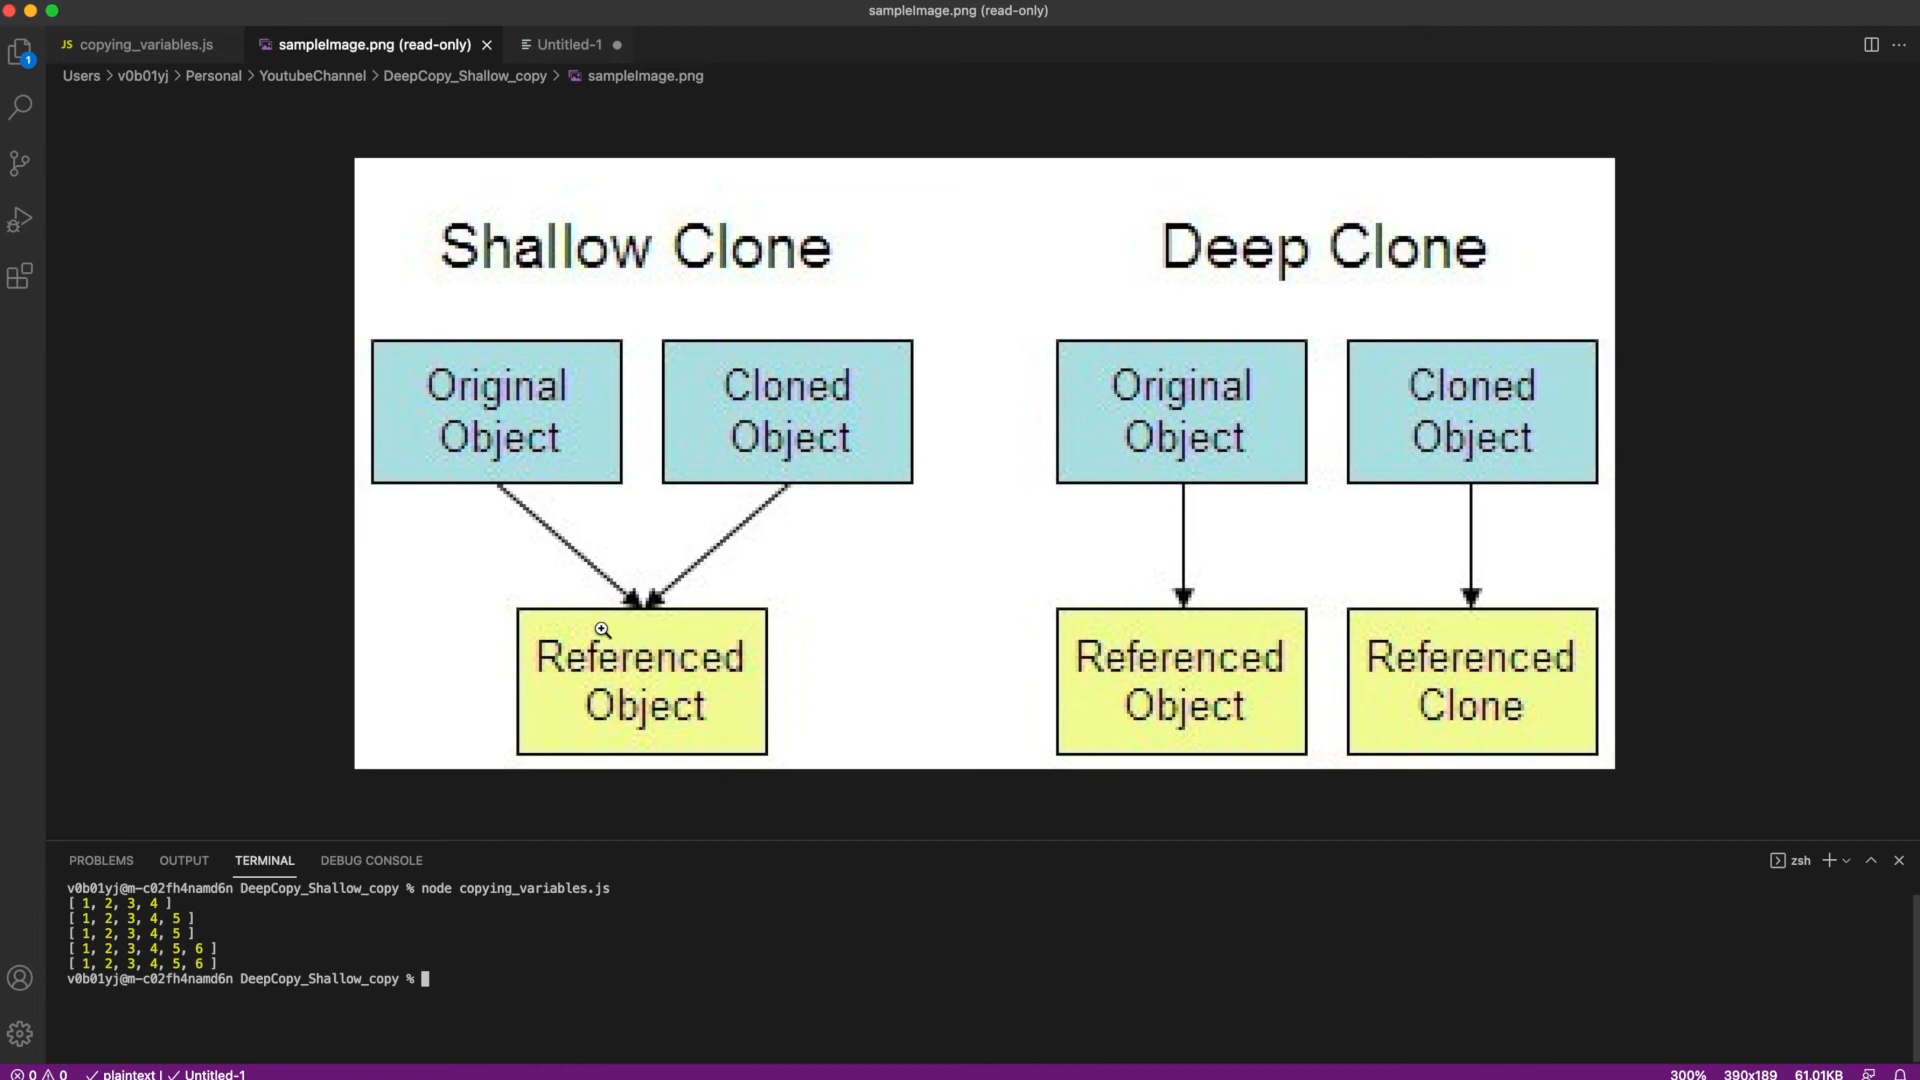 sampleImage.png (read-only)
JS copying_variables.js
sampleImage.png (read-only)
Untitled-1
Users > v0b01yj > Personal > YoutubeChannel > DeepCopy_Shallow_copy > sampleImage.png
1
Shallow Clone
Deep Clone
Original Object
Cloned Object
Original Object
Cloned Object
Referenced Object
Referenced Object
Referenced Clone
PROBLEMS OUTPUT TERMINAL DEBUG CONSOLE
zsh
v0b01yj@m-c02fh4namd6n DeepCopy_Shallow_copy % node copying_variables.js
[ 1, 2, 3, 4 ]
[ 1, 2, 3, 4, 5 ]
[ 1, 2, 3, 4, 5 ]
[ 1, 2, 3, 4, 5, 6 ]
[ 1, 2, 3, 4, 5, 6 ]
v0b01yj@m-c02fh4namd6n DeepCopy_Shallow_copy %
0 0 plaintext | Untitled-1
300% 390x189 61.01KB